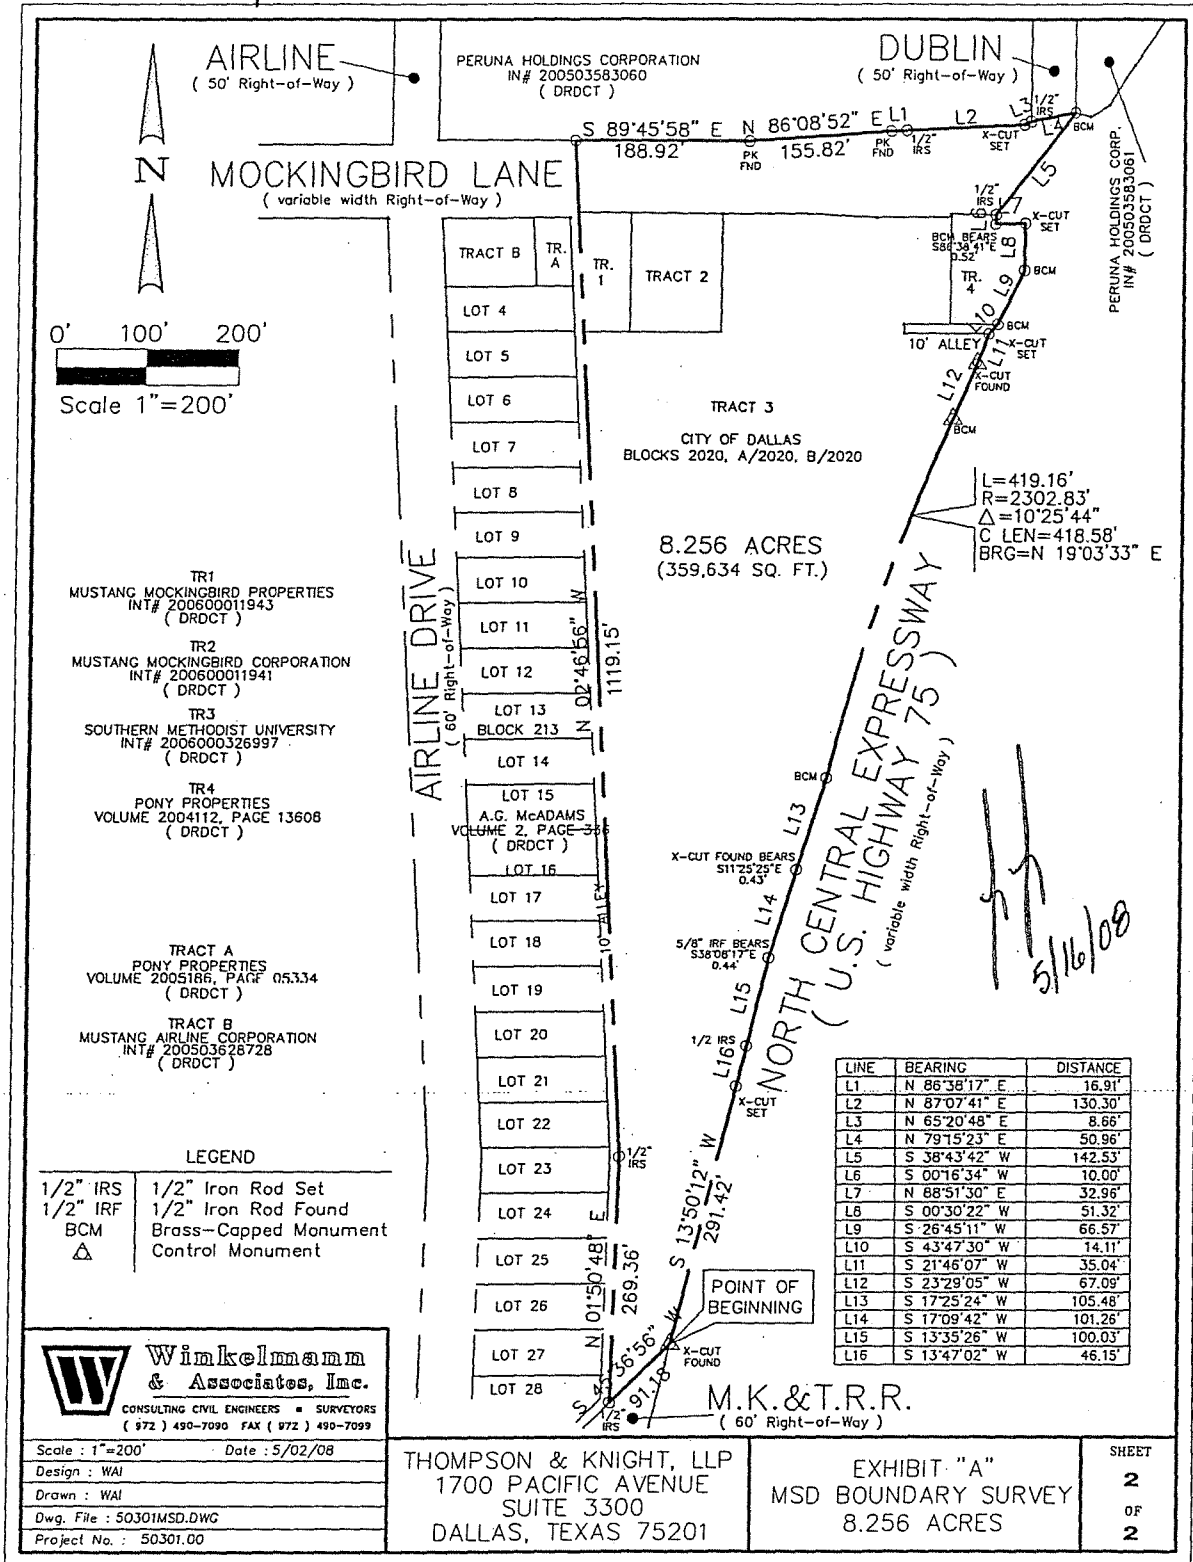 AIRLINE
( 50' Right-of-Way )
PERUNA HOLDINGS CORPORATION
IN# 200503583060
( DRDCT )
DUBLIN
( 50' Right-of-Way )
PERUNA HOLDINGS CORP.
IN# 200503583061
( DRDCT )
N
S 89°45'58" E
188.92'
N 86°08'52" E
155.82'
PK
FND
PK
FND
L1
1/2"
IRS
L2
X-CUT
SET
L3
1/2"
IRS
L4
BCM
L5
MOCKINGBIRD LANE
( variable width Right-of-Way )
1/2"
IRS
L6
L7
X-CUT
SET
BCM BEARS
S86°38'41"E
0.52'
L8
BCM
L9
L10
BCM
X-CUT
SET
L11
X-CUT
FOUND
L12
BCM
10' ALLEY
TRACT B
TR.
A
TR.
1
TRACT 2
TR.
4
0' 100' 200'
Scale 1"=200'
LOT 4
LOT 5
LOT 6
LOT 7
LOT 8
LOT 9
LOT 10
LOT 11
LOT 12
LOT 13
BLOCK 213
LOT 14
LOT 15
A.G. McADAMS
VOLUME 2, PAGE 336
( DRDCT )
LOT 16
LOT 17
LOT 18
LOT 19
LOT 20
LOT 21
LOT 22
LOT 23
LOT 24
LOT 25
LOT 26
LOT 27
LOT 28
TRACT 3
CITY OF DALLAS
BLOCKS 2020, A/2020, B/2020
8.256 ACRES
(359,634 SQ. FT.)
L=419.16'
R=2302.83'
△=10°25'44"
C LEN=418.58'
BRG=N 19°03'33" E
AIRLINE DRIVE
( 60' Right-of-Way )
N 02°46'56" W
1119.15'
10' ALLEY
NORTH CENTRAL EXPRESSWAY
( U.S. HIGHWAY 75 )
( variable width Right-of-Way )
TR1
MUSTANG MOCKINGBIRD PROPERTIES
INT# 200600011943
( DRDCT )
TR2
MUSTANG MOCKINGBIRD CORPORATION
INT# 200600011941
( DRDCT )
TR3
SOUTHERN METHODIST UNIVERSITY
INT# 2006000326997
( DRDCT )
TR4
PONY PROPERTIES
VOLUME 2004112, PAGE 13608
( DRDCT )
TRACT A
PONY PROPERTIES
VOLUME 2005186, PAGE 05334
( DRDCT )
TRACT B
MUSTANG AIRLINE CORPORATION
INT# 200503628728
( DRDCT )
BCM
L13
X-CUT FOUND BEARS
S11°25'25"E
0.43'
L14
5/8" IRF BEARS
S38°08'17"E
0.44'
L15
1/2 IRS
L16
X-CUT
SET
1/2"
IRS
S 13°50'12" W
291.42'
N 01°50'48" E
269.36'
POINT OF
BEGINNING
S 45°36'56" W
91.18'
X-CUT
FOUND
1/2"
IRS
M.K.&T.R.R.
( 60' Right-of-Way )
5/16/08
LINE BEARING DISTANCE
L1 N 86°38'17" E 16.91'
L2 N 87°07'41" E 130.30'
L3 N 65°20'48" E 8.66'
L4 N 79°15'23" E 50.96'
L5 S 38°43'42" W 142.53'
L6 S 00°16'34" W 10.00'
L7 N 88°51'30" E 32.96'
L8 S 00°30'22" W 51.32'
L9 S 26°45'11" W 66.57'
L10 S 43°47'30" W 14.11'
L11 S 21°46'07" W 35.04'
L12 S 23°29'05" W 67.09'
L13 S 17°25'24" W 105.48'
L14 S 17°09'42" W 101.26'
L15 S 13°35'26" W 100.03'
L16 S 13°47'02" W 46.15'
LEGEND
1/2" IRS 1/2" Iron Rod Set
1/2" IRF 1/2" Iron Rod Found
BCM Brass-Capped Monument
△ Control Monument
Winkelmann
& Associates, Inc.
CONSULTING CIVIL ENGINEERS ■ SURVEYORS
( 972 ) 490-7090 FAX ( 972 ) 490-7099
Scale : 1"=200' Date : 5/02/08
Design : WAI
Drawn : WAI
Dwg. File : 50301MSD.DWG
Project No. : 50301.00
THOMPSON & KNIGHT, LLP
1700 PACIFIC AVENUE
SUITE 3300
DALLAS, TEXAS 75201
EXHIBIT "A"
MSD BOUNDARY SURVEY
8.256 ACRES
SHEET
2
OF
2